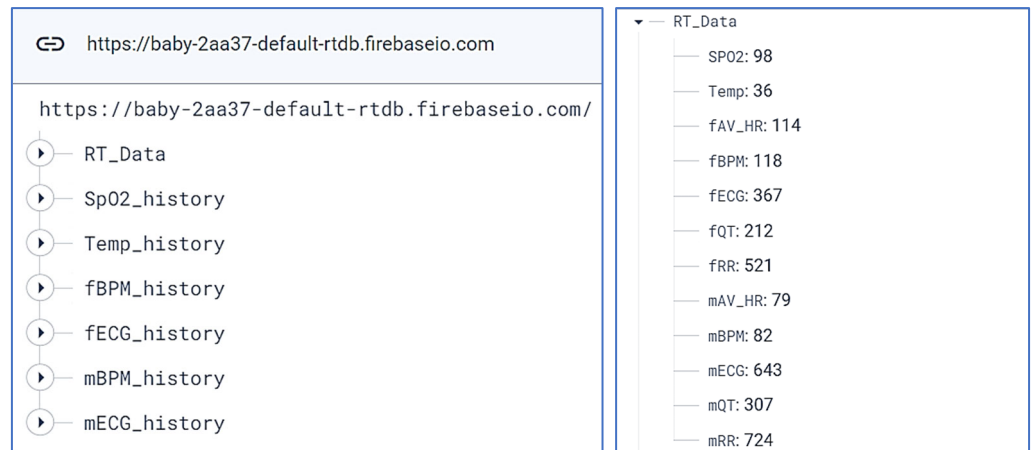 https://baby-2aa37-default-rtdb.firebaseio.com
https://baby-2aa37-default-rtdb.firebaseio.com/
RT_Data
SpO2_history
Temp_history
fBPM_history
fECG_history
mBPM_history
mECG_history
RT_Data
SPO2: 98
Temp: 36
fAV_HR: 114
fBPM: 118
fECG: 367
fQT: 212
fRR: 521
mAV_HR: 79
mBPM: 82
mECG: 643
mQT: 307
mRR: 724